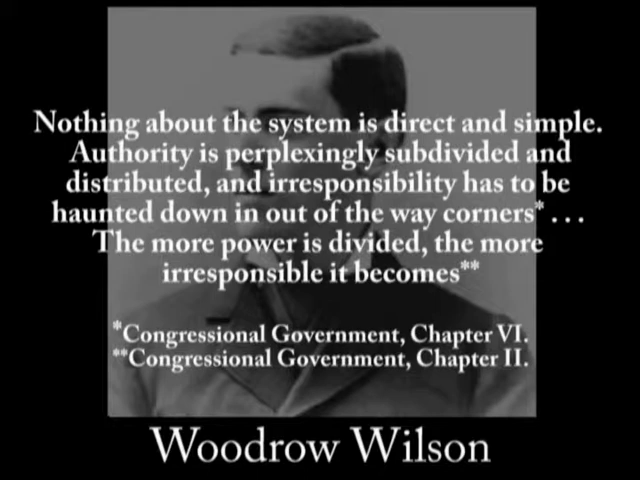 Nothing about the system is direct and simple.
Authority is perplexingly subdivided and
distributed, and irresponsibility has to be
haunted down in out of the way corners* . . .
The more power is divided, the more
irresponsible it becomes**
*Congressional Government, Chapter VI.
**Congressional Government, Chapter II.
Woodrow Wilson